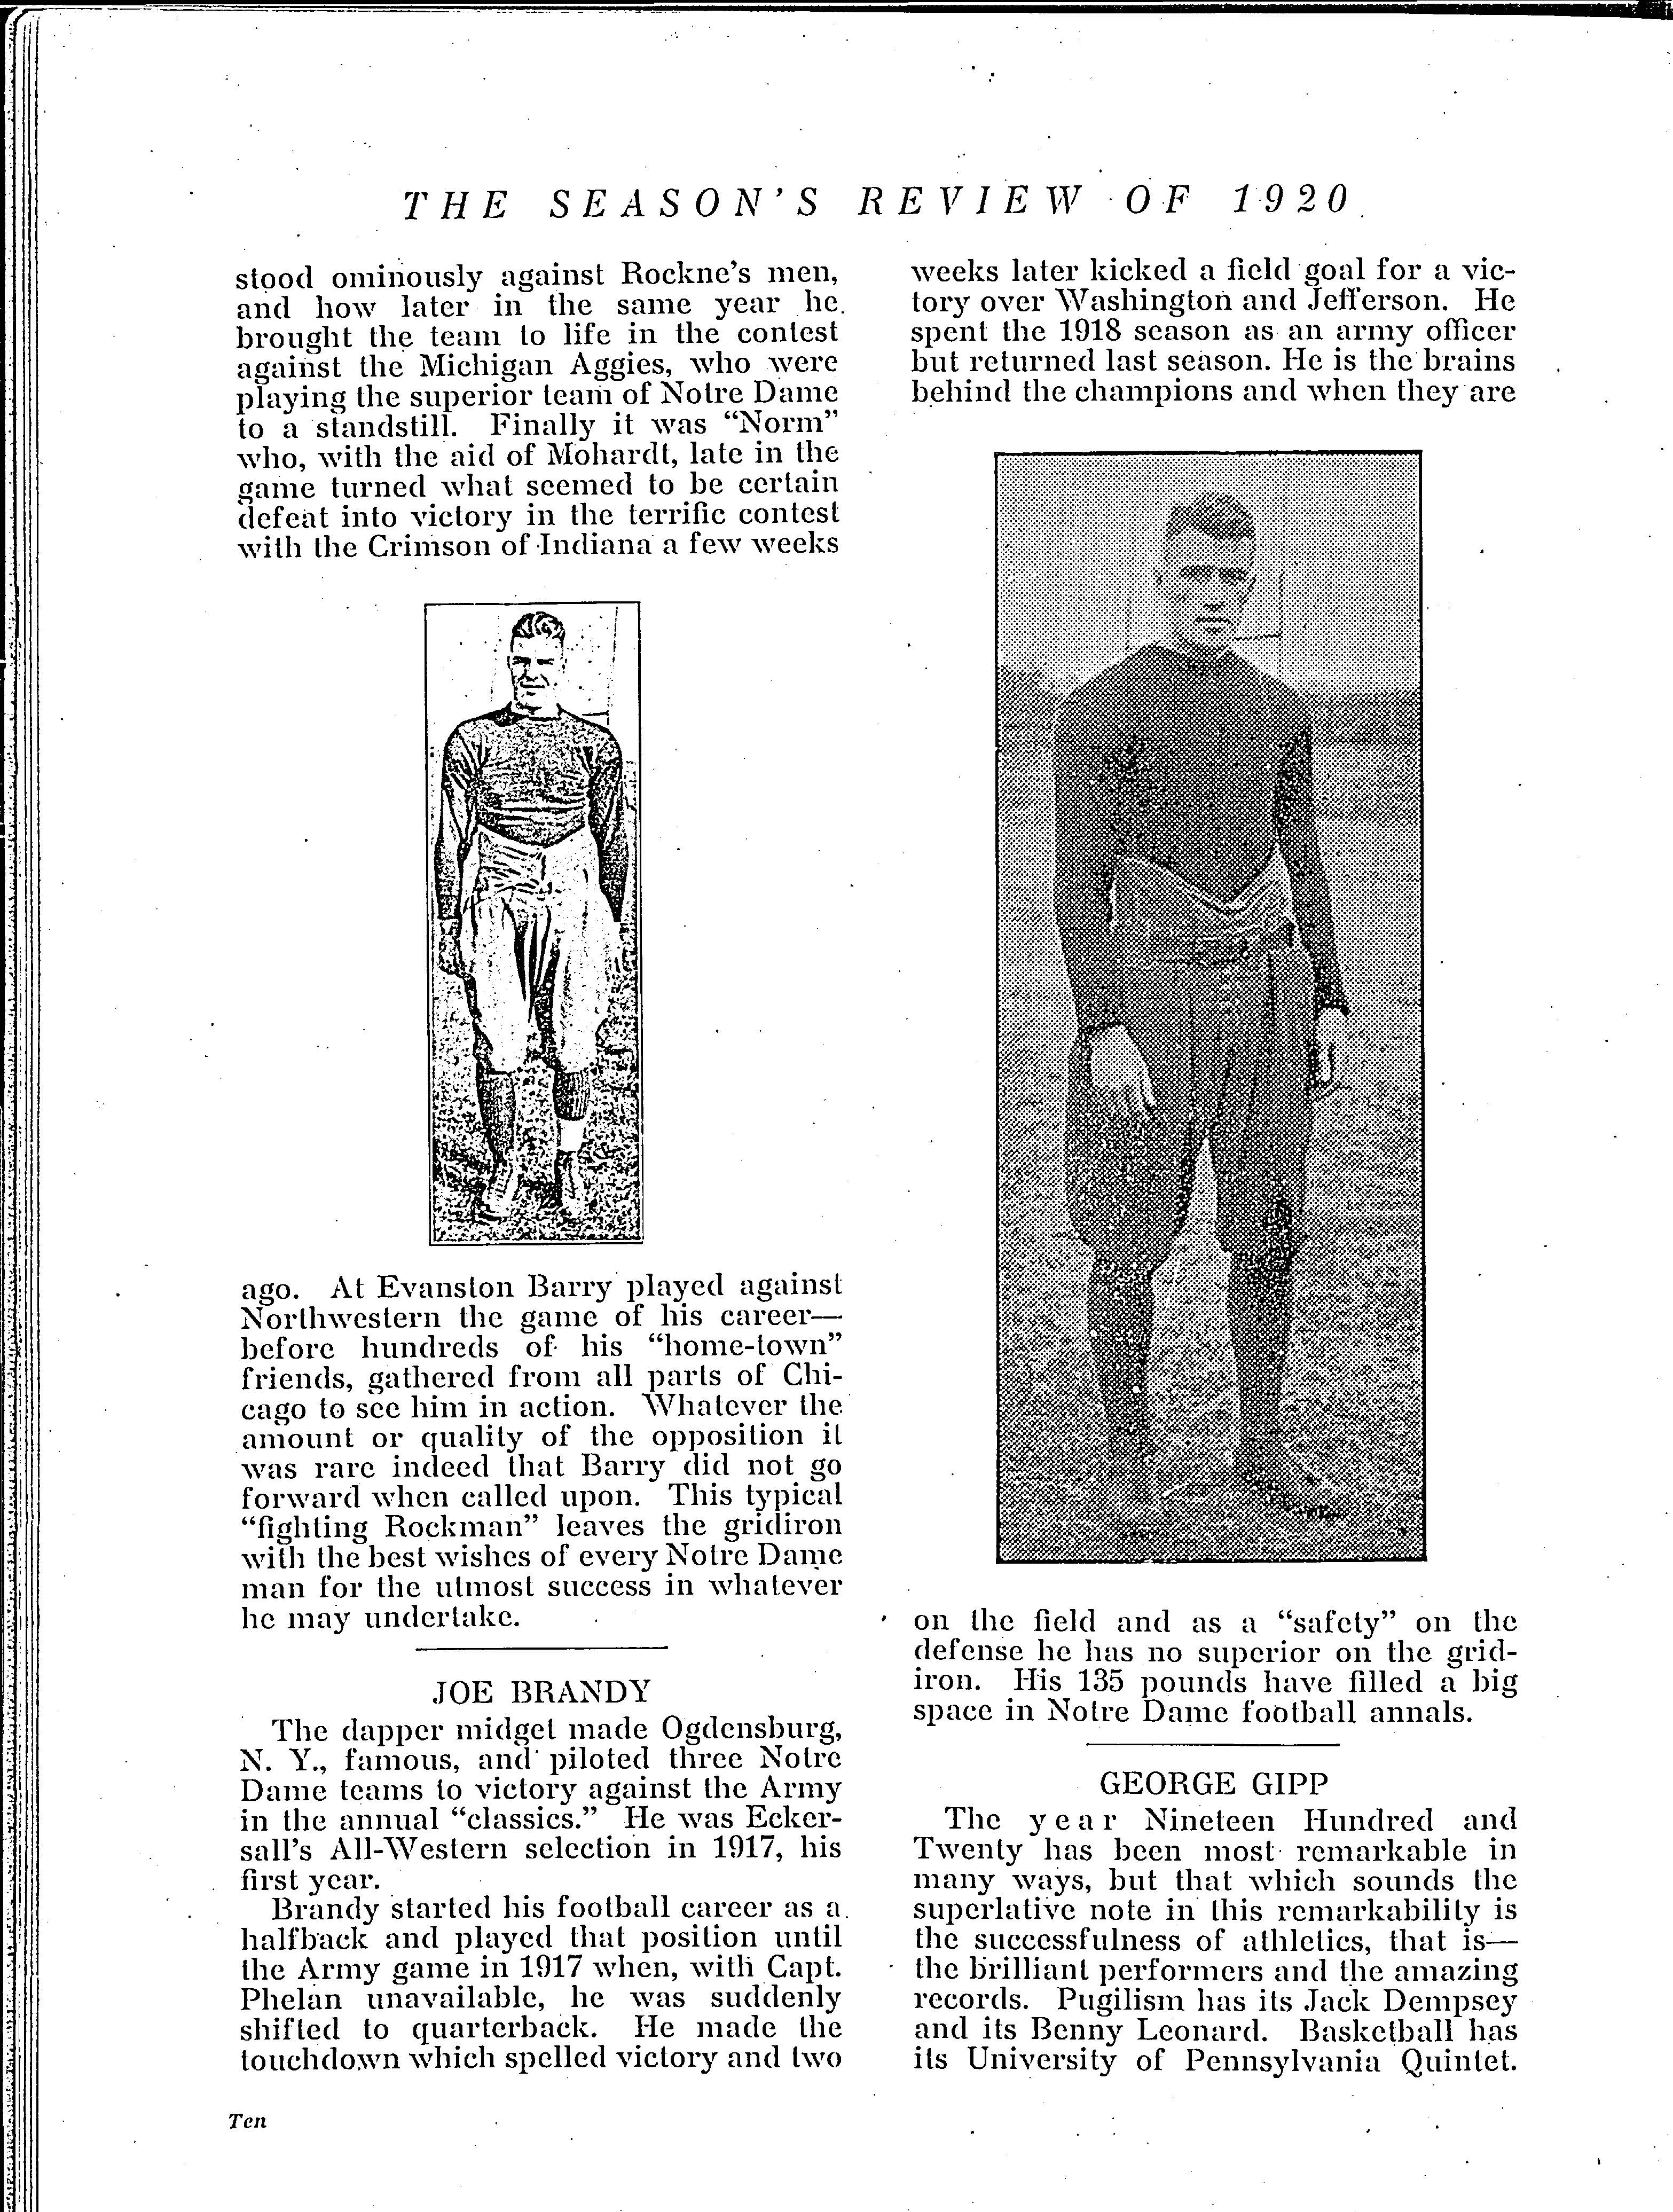 THE SEASON'S REVIEW OF 1920
stood ominously against Rockne's men,
and how later in the same year he
brought the team to life in the contest
against the Michigan Aggies, who were
playing the superior team of Notre Dame
to a standstill. Finally it was "Norm"
who, with the aid of Mohardt, late in the
game turned what seemed to be certain
defeat into victory in the terrific contest
with the Crimson of Indiana a few weeks
ago. At Evanston Barry played against
Northwestern the game of his career—
before hundreds of his "home-town"
friends, gathered from all parts of Chi-
cago to see him in action. Whatever the
amount or quality of the opposition it
was rare indeed that Barry did not go
forward when called upon. This typical
"fighting Rockman" leaves the gridiron
with the best wishes of every Notre Dame
man for the utmost success in whatever
he may undertake.
JOE BRANDY
The dapper midget made Ogdensburg,
N. Y., famous, and piloted three Notre
Dame teams to victory against the Army
in the annual "classics." He was Ecker-
sall's All-Western selection in 1917, his
first year.
Brandy started his football career as a
halfback and played that position until
the Army game in 1917 when, with Capt.
Phelan unavailable, he was suddenly
shifted to quarterback. He made the
touchdown which spelled victory and two
weeks later kicked a field goal for a vic-
tory over Washington and Jefferson. He
spent the 1918 season as an army officer
but returned last season. He is the brains
behind the champions and when they are
on the field and as a "safety" on the
defense he has no superior on the grid-
iron. His 135 pounds have filled a big
space in Notre Dame football annals.
GEORGE GIPP
The year Nineteen Hundred and
Twenty has been most remarkable in
many ways, but that which sounds the
superlative note in this remarkability is
the successfulness of athletics, that is—
the brilliant performers and the amazing
records. Pugilism has its Jack Dempsey
and its Benny Leonard. Basketball has
its University of Pennsylvania Quintet.
Ten